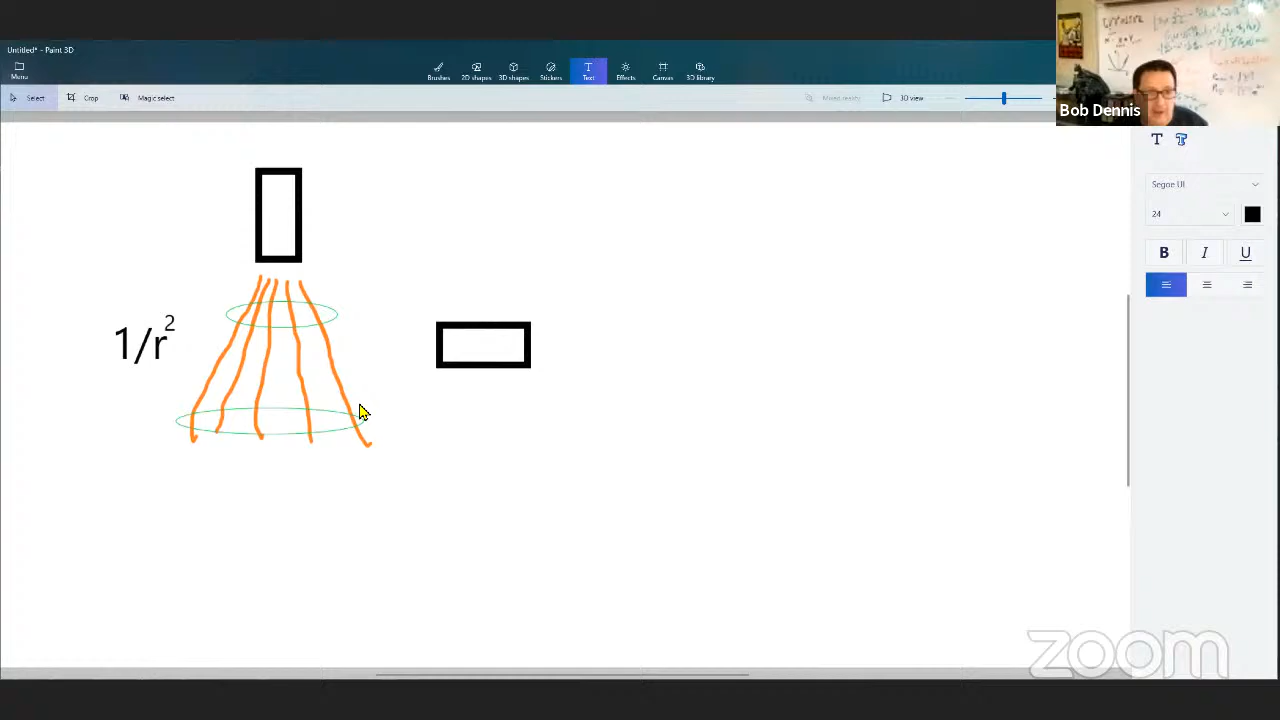 Untitled* - Paint 3D
Menu
Brushes
2D shapes
3D shapes
Stickers
Text
Effects
Canvas
3D library
Select
Crop
Magic select
3D view
Bob Dennis
Segoe UI
24
B
I
U
1/r²
zoom